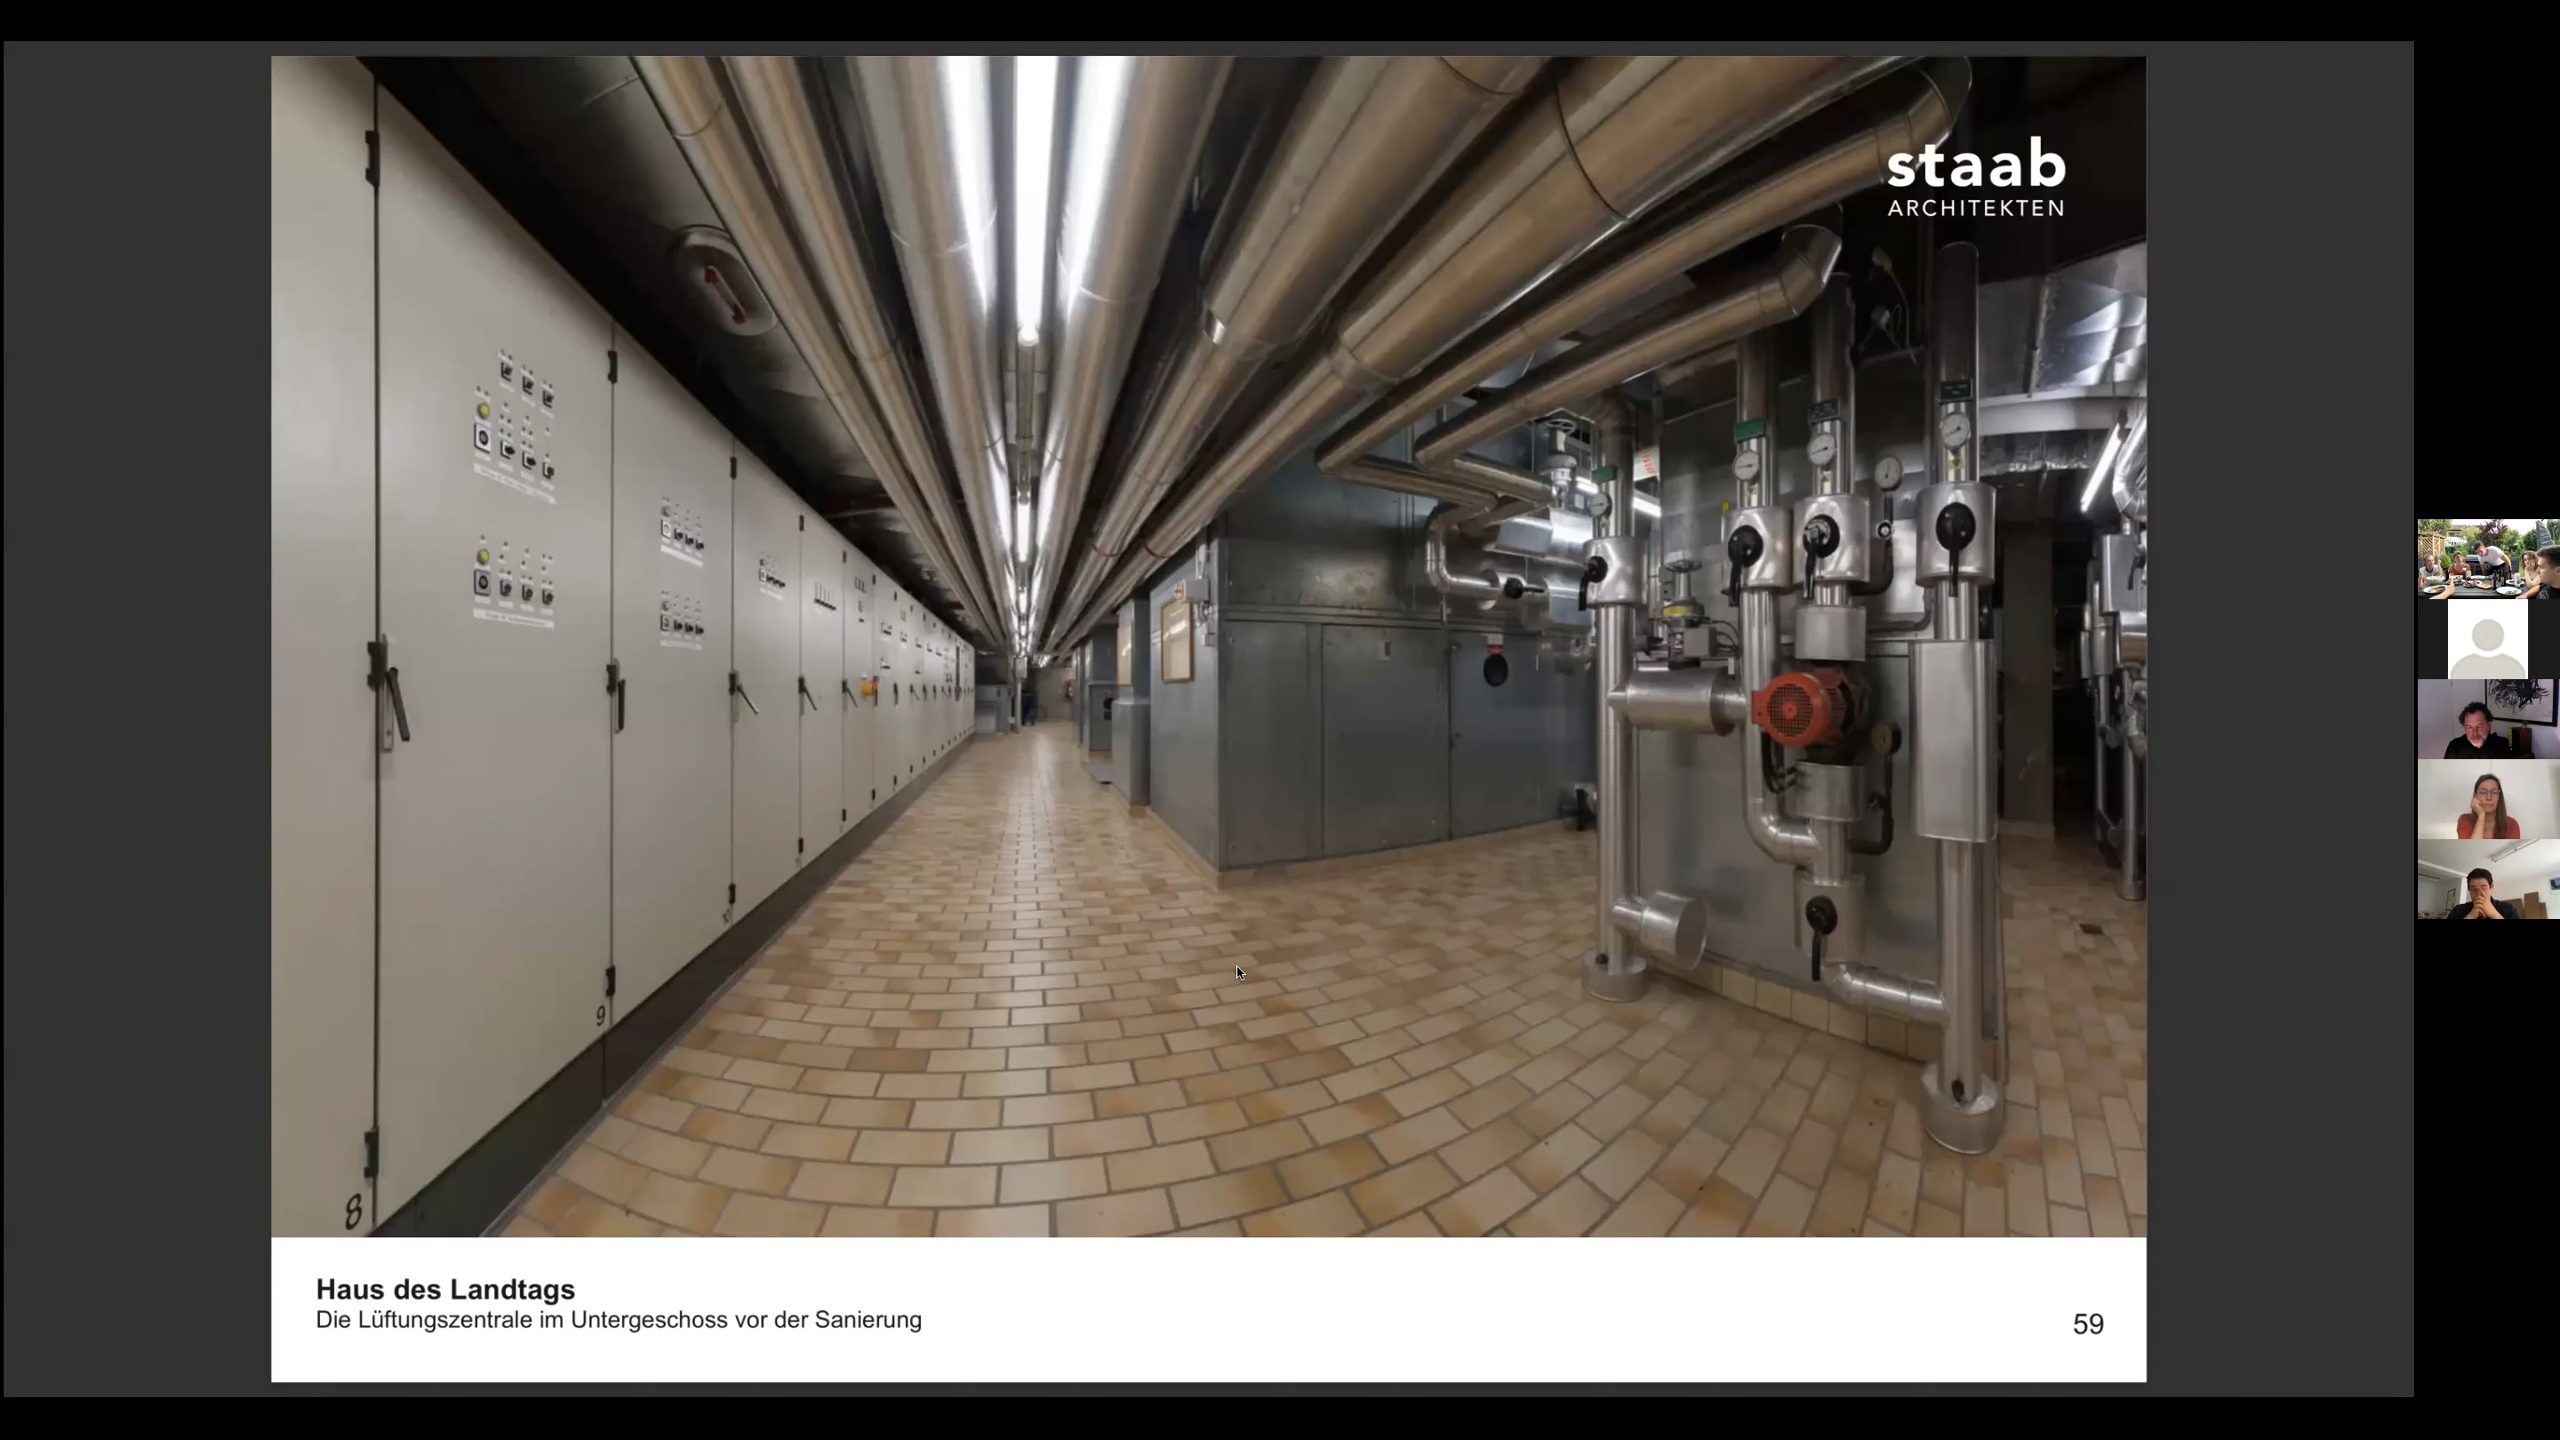 staab
ARCHITEKTEN
9
8
Haus des Landtags
Die Lüftungszentrale im Untergeschoss vor der Sanierung
59